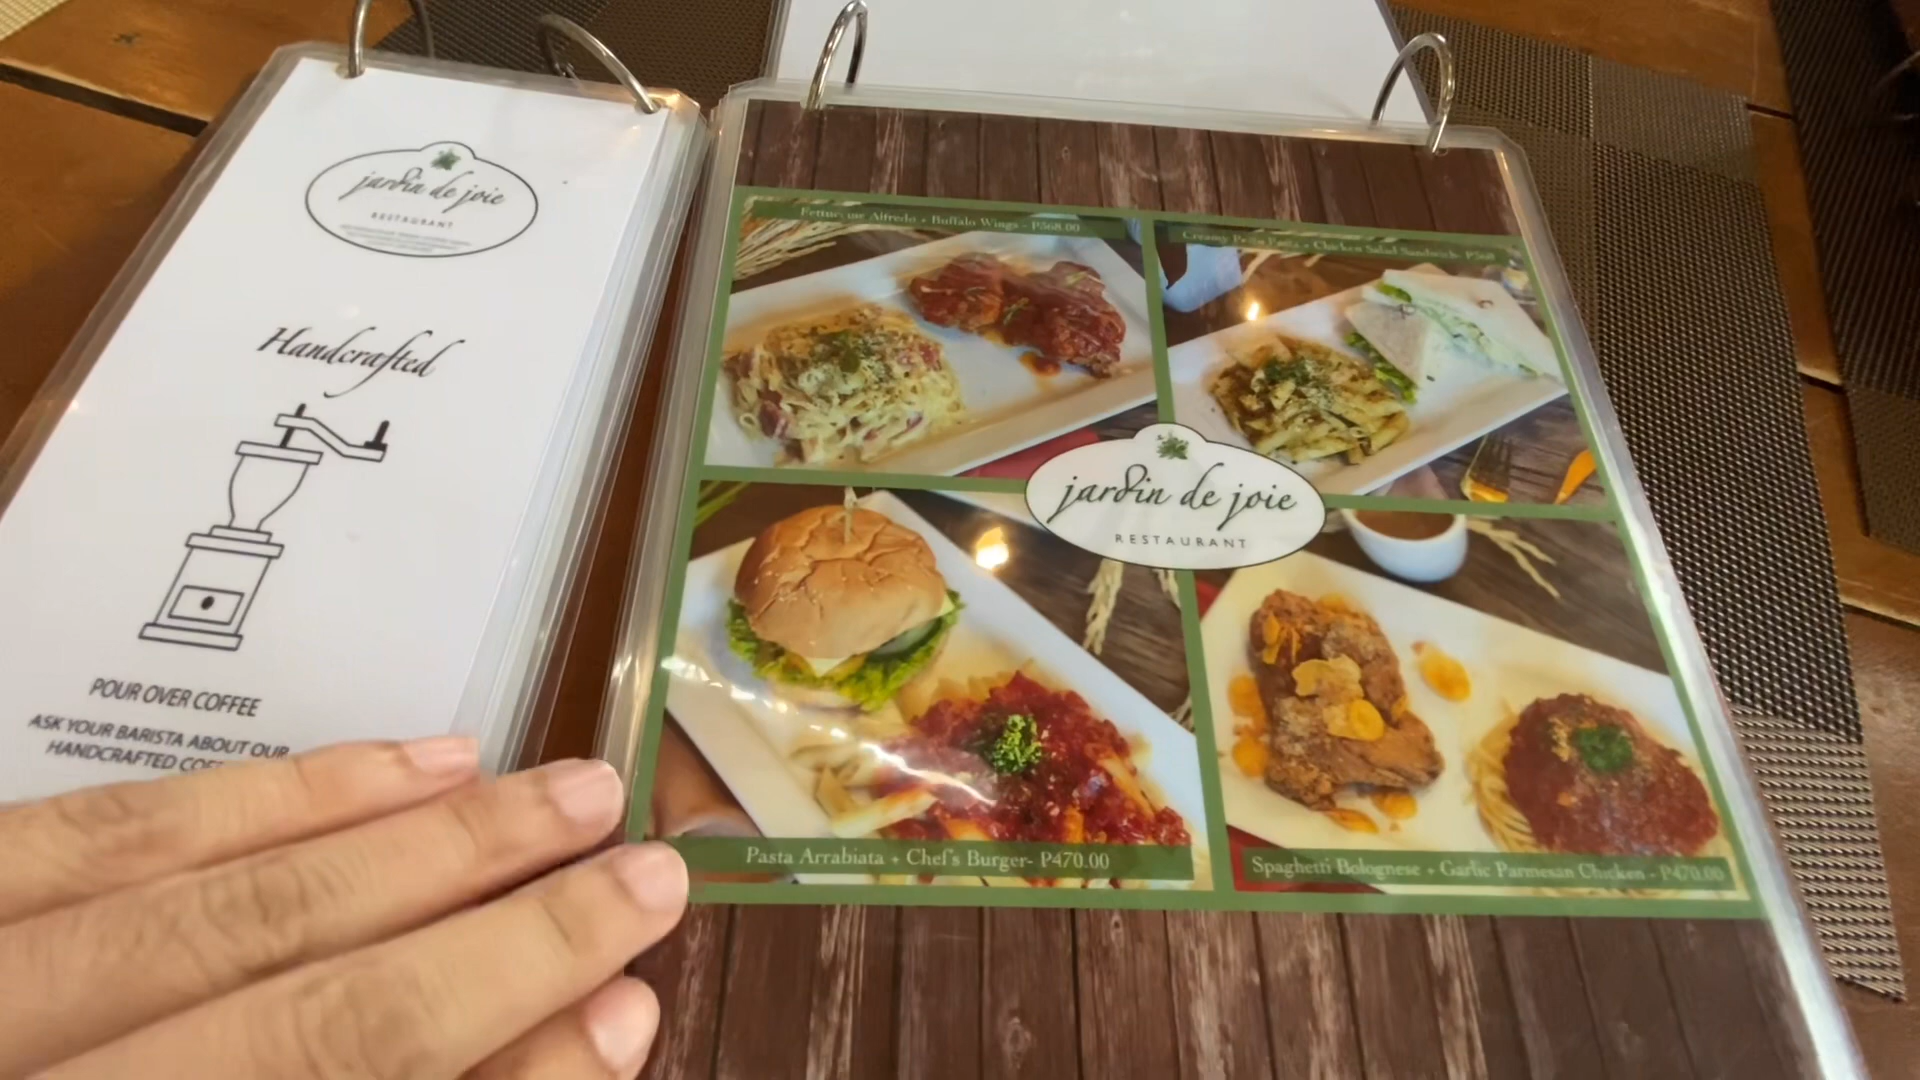 jardin de joie
RESTAURANT
Handcrafted
POUR OVER COFFEE
ASK YOUR BARISTA ABOUT OUR
HANDCRAFTED
Fettuccine Alfredo + Buffalo Wings - P568.00
Creamy Pesto Pasta + Chicken Salad Sandwich- P568
jardin de joie
RESTAURANT
Pasta Arrabiata + Chef's Burger- P470.00
Spaghetti Bolognese + Garlic Parmesan Chicken - P470.00